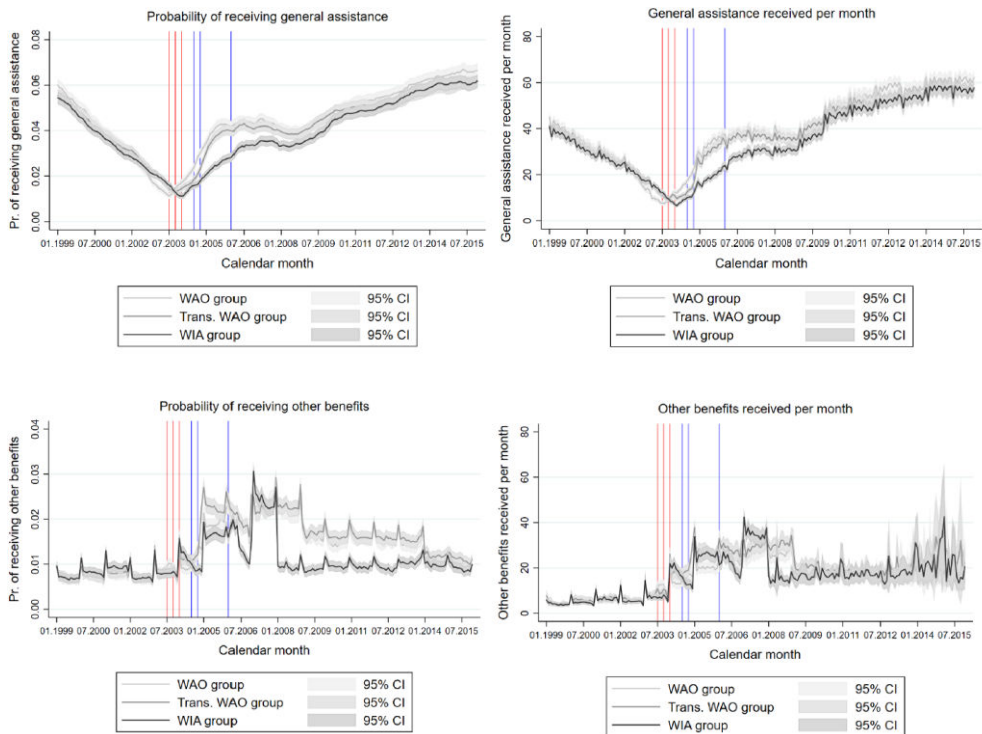 Probability of receiving general assistance
Pr. of receiving general assistance
0.08
0.06
0.04
0.02
0.00
01.1999 07.2000 01.2002 07.2003 01.2005 07.2006 01.2008 07.2009 01.2011 07.2012 01.2014 07.2015
Calendar month
WAO group 95% CI
Trans. WAO group 95% CI
WIA group 95% CI
General assistance received per month
General assistance received per month
80
60
40
20
0
01.1999 07.2000 01.2002 07.2003 01.2005 07.2006 01.2008 07.2009 01.2011 07.2012 01.2014 07.2015
Calendar month
WAO group 95% CI
Trans. WAO group 95% CI
WIA group 95% CI
Probability of receiving other benefits
Pr. of receiving other benefits
0.04
0.03
0.02
0.01
0.00
01.1999 07.2000 01.2002 07.2003 01.2005 07.2006 01.2008 07.2009 01.2011 07.2012 01.2014 07.2015
Calendar month
WAO group 95% CI
Trans. WAO group 95% CI
WIA group 95% CI
Other benefits received per month
Other benefits received per month
80
60
40
20
0
01.1999 07.2000 01.2002 07.2003 01.2005 07.2006 01.2008 07.2009 01.2011 07.2012 01.2014 07.2015
Calendar month
WAO group 95% CI
Trans. WAO group 95% CI
WIA group 95% CI